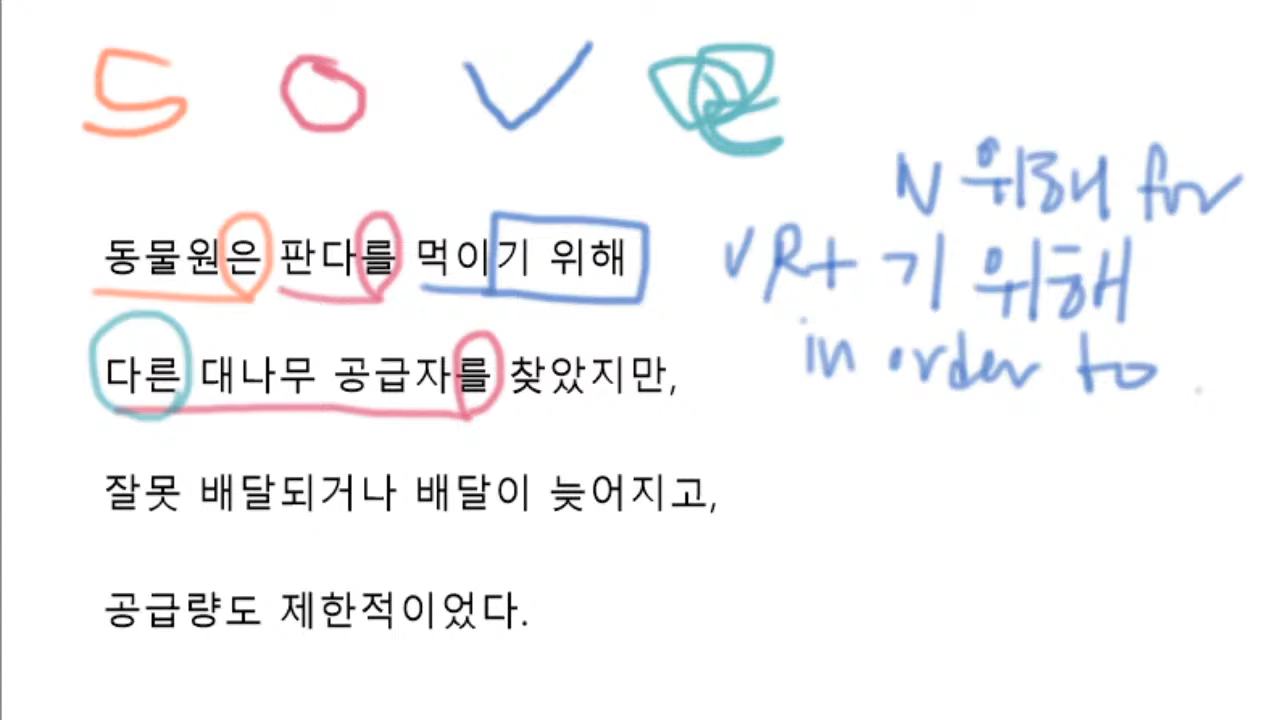 S O V
동물원은 판다를 먹이기 위해
N 위해 for
VR+ 기 위해
in order to
다른 대나무 공급자를 찾았지만,
잘못 배달되거나 배달이 늦어지고,
공급량도 제한적이었다.